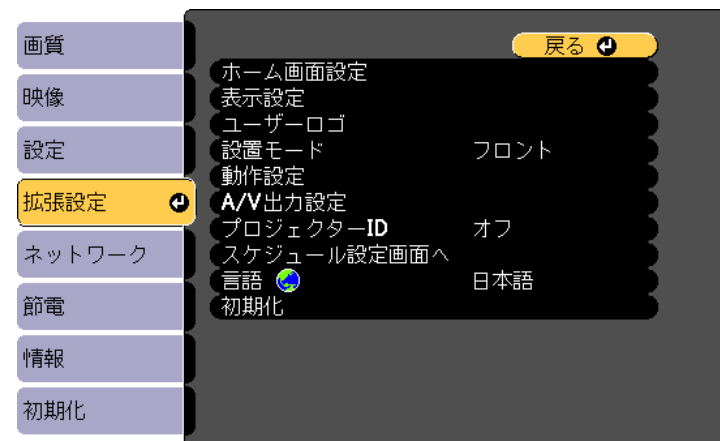 画質
映像
設定
拡張設定
ネットワーク
節電
情報
初期化
戻る
ホーム画面設定
表示設定
ユーザーロゴ
設置モード フロント
動作設定
A/V出力設定
プロジェクターID オフ
スケジュール設定画面へ
言語 日本語
初期化